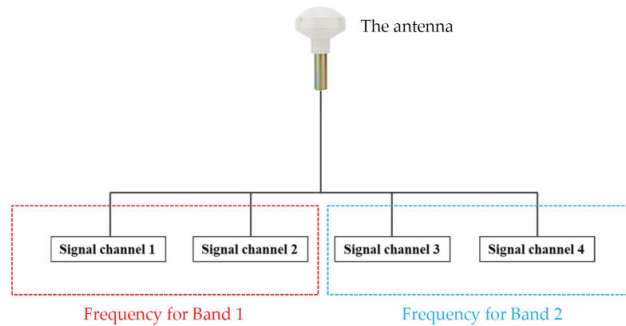 The antenna
Signal channel 1
Signal channel 2
Signal channel 3
Signal channel 4
Frequency for Band 1
Frequency for Band 2